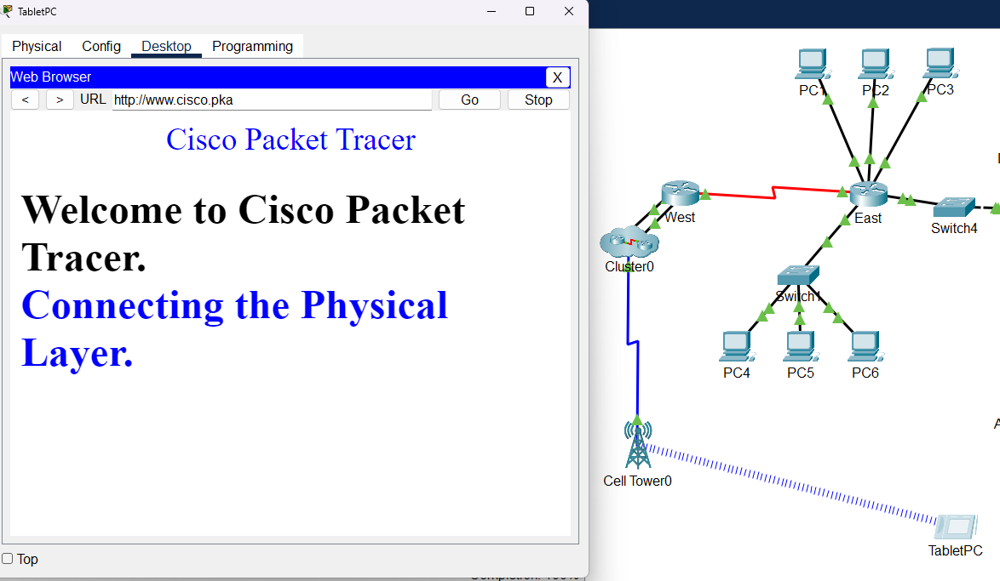 TabletPC
Physical Config Desktop Programming
Web Browser X
< > URL http://www.cisco.pka Go Stop
Cisco Packet Tracer
Welcome to Cisco Packet
Tracer.
Connecting the Physical
Layer.
Top
PC1 PC2 PC3
West
East
Switch4
Cluster0
Switch1
PC4 PC5 PC6
Cell Tower0
TabletPC